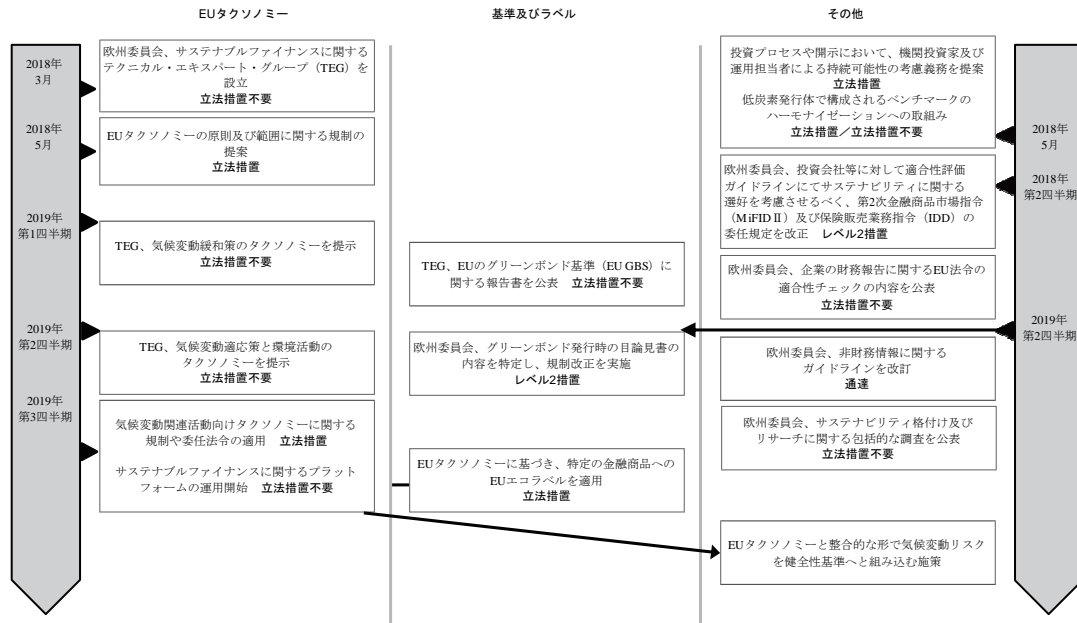 EUタクソノミー
基準及びラベル
その他
2018年
3月
2018年
5月
2019年
第1四半期
2019年
第2四半期
2019年
第3四半期
欧州委員会、サステナブルファイナンスに関する
テクニカル・エキスパート・グループ（TEG）を
設立
立法措置不要
EUタクソノミーの原則及び範囲に関する規制の
提案
立法措置
TEG、気候変動緩和策のタクソノミーを提示
立法措置不要
TEG、気候変動適応策と環境活動の
タクソノミーを提示
立法措置不要
気候変動関連活動向けタクソノミーに関する
規制や委任法令の適用　立法措置
サステナブルファイナンスに関するプラット
フォームの運用開始　立法措置不要
TEG、EUのグリーンボンド基準（EU GBS）に
関する報告書を公表　立法措置不要
欧州委員会、グリーンボンド発行時の目論見書の
内容を特定し、規制改正を実施
レベル2措置
EUタクソノミーに基づき、特定の金融商品への
EUエコラベルを適用
立法措置
投資プロセスや開示において、機関投資家及び
運用担当者による持続可能性の考慮義務を提案
立法措置
低炭素発行体で構成されるベンチマークの
ハーモナイゼーションへの取組み
立法措置／立法措置不要
欧州委員会、投資会社等に対して適合性評価
ガイドラインにてサステナビリティに関する
選好を考慮させるべく、第2次金融商品市場指令
（MiFIDⅡ）及び保険販売業務指令（IDD）の
委任規定を改正　レベル2措置
欧州委員会、企業の財務報告に関するEU法令の
適合性チェックの内容を公表
立法措置不要
欧州委員会、非財務情報に関する
ガイドラインを改訂
通達
欧州委員会、サステナビリティ格付け及び
リサーチに関する包括的な調査を公表
立法措置不要
EUタクソノミーと整合的な形で気候変動リスク
を健全性基準へと組み込む施策
2018年
5月
2018年
第2四半期
2019年
第2四半期